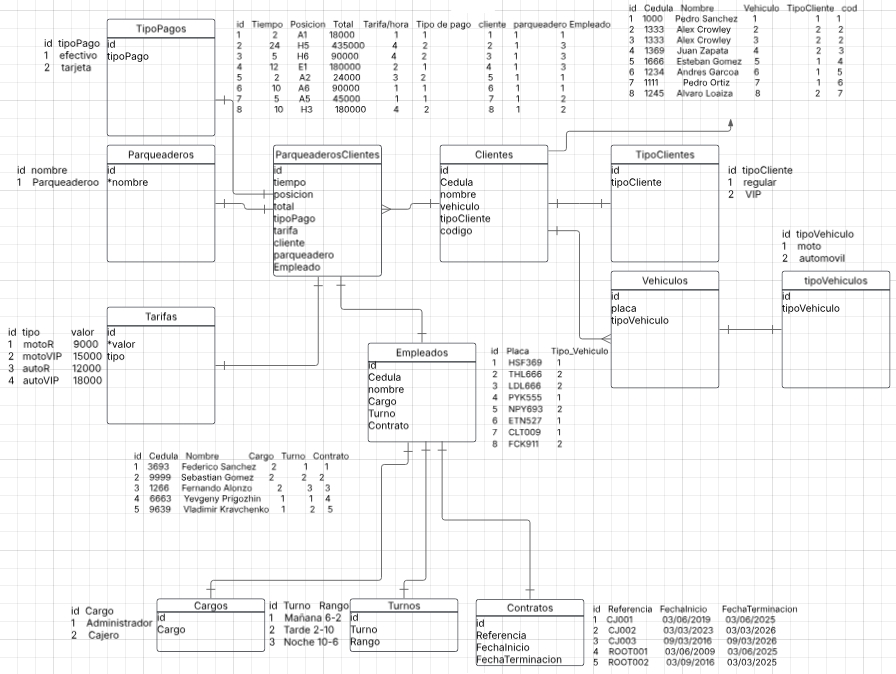 TipoPagos
id
tipoPago
id tipoPago
1 efectivo
2 tarjeta
id Tiempo Posicion Total Tarifa/hora Tipo de pago cliente parqueadero Empleado
1 2 A1 18000 1 1 1 1 1
2 24 H5 435000 4 2 2 1 3
3 5 H6 90000 4 2 3 1 3
4 12 E1 180000 2 1 4 1 3
5 2 A2 24000 3 2 5 1 1
6 10 A6 90000 1 1 6 1 1
7 5 A5 45000 1 1 7 1 2
8 10 H3 180000 4 2 8 1 2
id Cedula Nombre Vehiculo TipoCliente cod
1 1000 Pedro Sanchez 1 1 1
2 1333 Alex Crowley 2 2 2
3 1333 Alex Crowley 3 2 2
4 1369 Juan Zapata 4 2 3
5 1666 Esteban Gomez 5 1 4
6 1234 Andres Garcoa 6 1 5
7 1111 Pedro Ortiz 7 1 6
8 1245 Alvaro Loaiza 8 2 7
Parqueaderos
id
*nombre
id nombre
1 Parqueaderoo
ParqueaderosClientes
id
tiempo
posicion
total
tipoPago
tarifa
cliente
parqueadero
Empleado
Clientes
id
Cedula
nombre
vehiculo
tipoCliente
codigo
TipoClientes
id
tipoCliente
id tipoCliente
1 regular
2 VIP
id tipoVehiculo
1 moto
2 automovil
Vehiculos
id
placa
tipoVehiculo
tipoVehiculos
id
tipoVehiculo
Tarifas
id
*valor
tipo
id tipo valor
1 motoR 9000
2 motoVIP 15000
3 autoR 12000
4 autoVIP 18000
Empleados
id
Cedula
nombre
Cargo
Turno
Contrato
id Placa Tipo_Vehiculo
1 HSF369 1
2 THL666 2
3 LDL666 2
4 PYK555 1
5 NPY693 2
6 ETN527 1
7 CLT009 1
8 FCK911 2
id Cedula Nombre Cargo Turno Contrato
1 3693 Federico Sanchez 2 1 1
2 9999 Sebastian Gomez 2 2 2
3 1266 Fernando Alonzo 2 3 3
4 6663 Yevgeny Prigozhin 1 1 4
5 9639 Vladimir Kravchenko 1 2 5
id Cargo
1 Administrador
2 Cajero
Cargos
id
Cargo
id Turno Rango
1 Mañana 6-2
2 Tarde 2-10
3 Noche 10-6
Turnos
id
Turno
Rango
Contratos
id
Referencia
FechaInicio
FechaTerminacion
id Referencia FechaInicio FechaTerminacion
1 CJ001 03/06/2019 03/06/2025
2 CJ002 03/03/2023 03/03/2026
3 CJ003 09/03/2016 09/03/2026
4 ROOT001 03/06/2009 03/06/2025
5 ROOT002 03/09/2016 03/03/2025